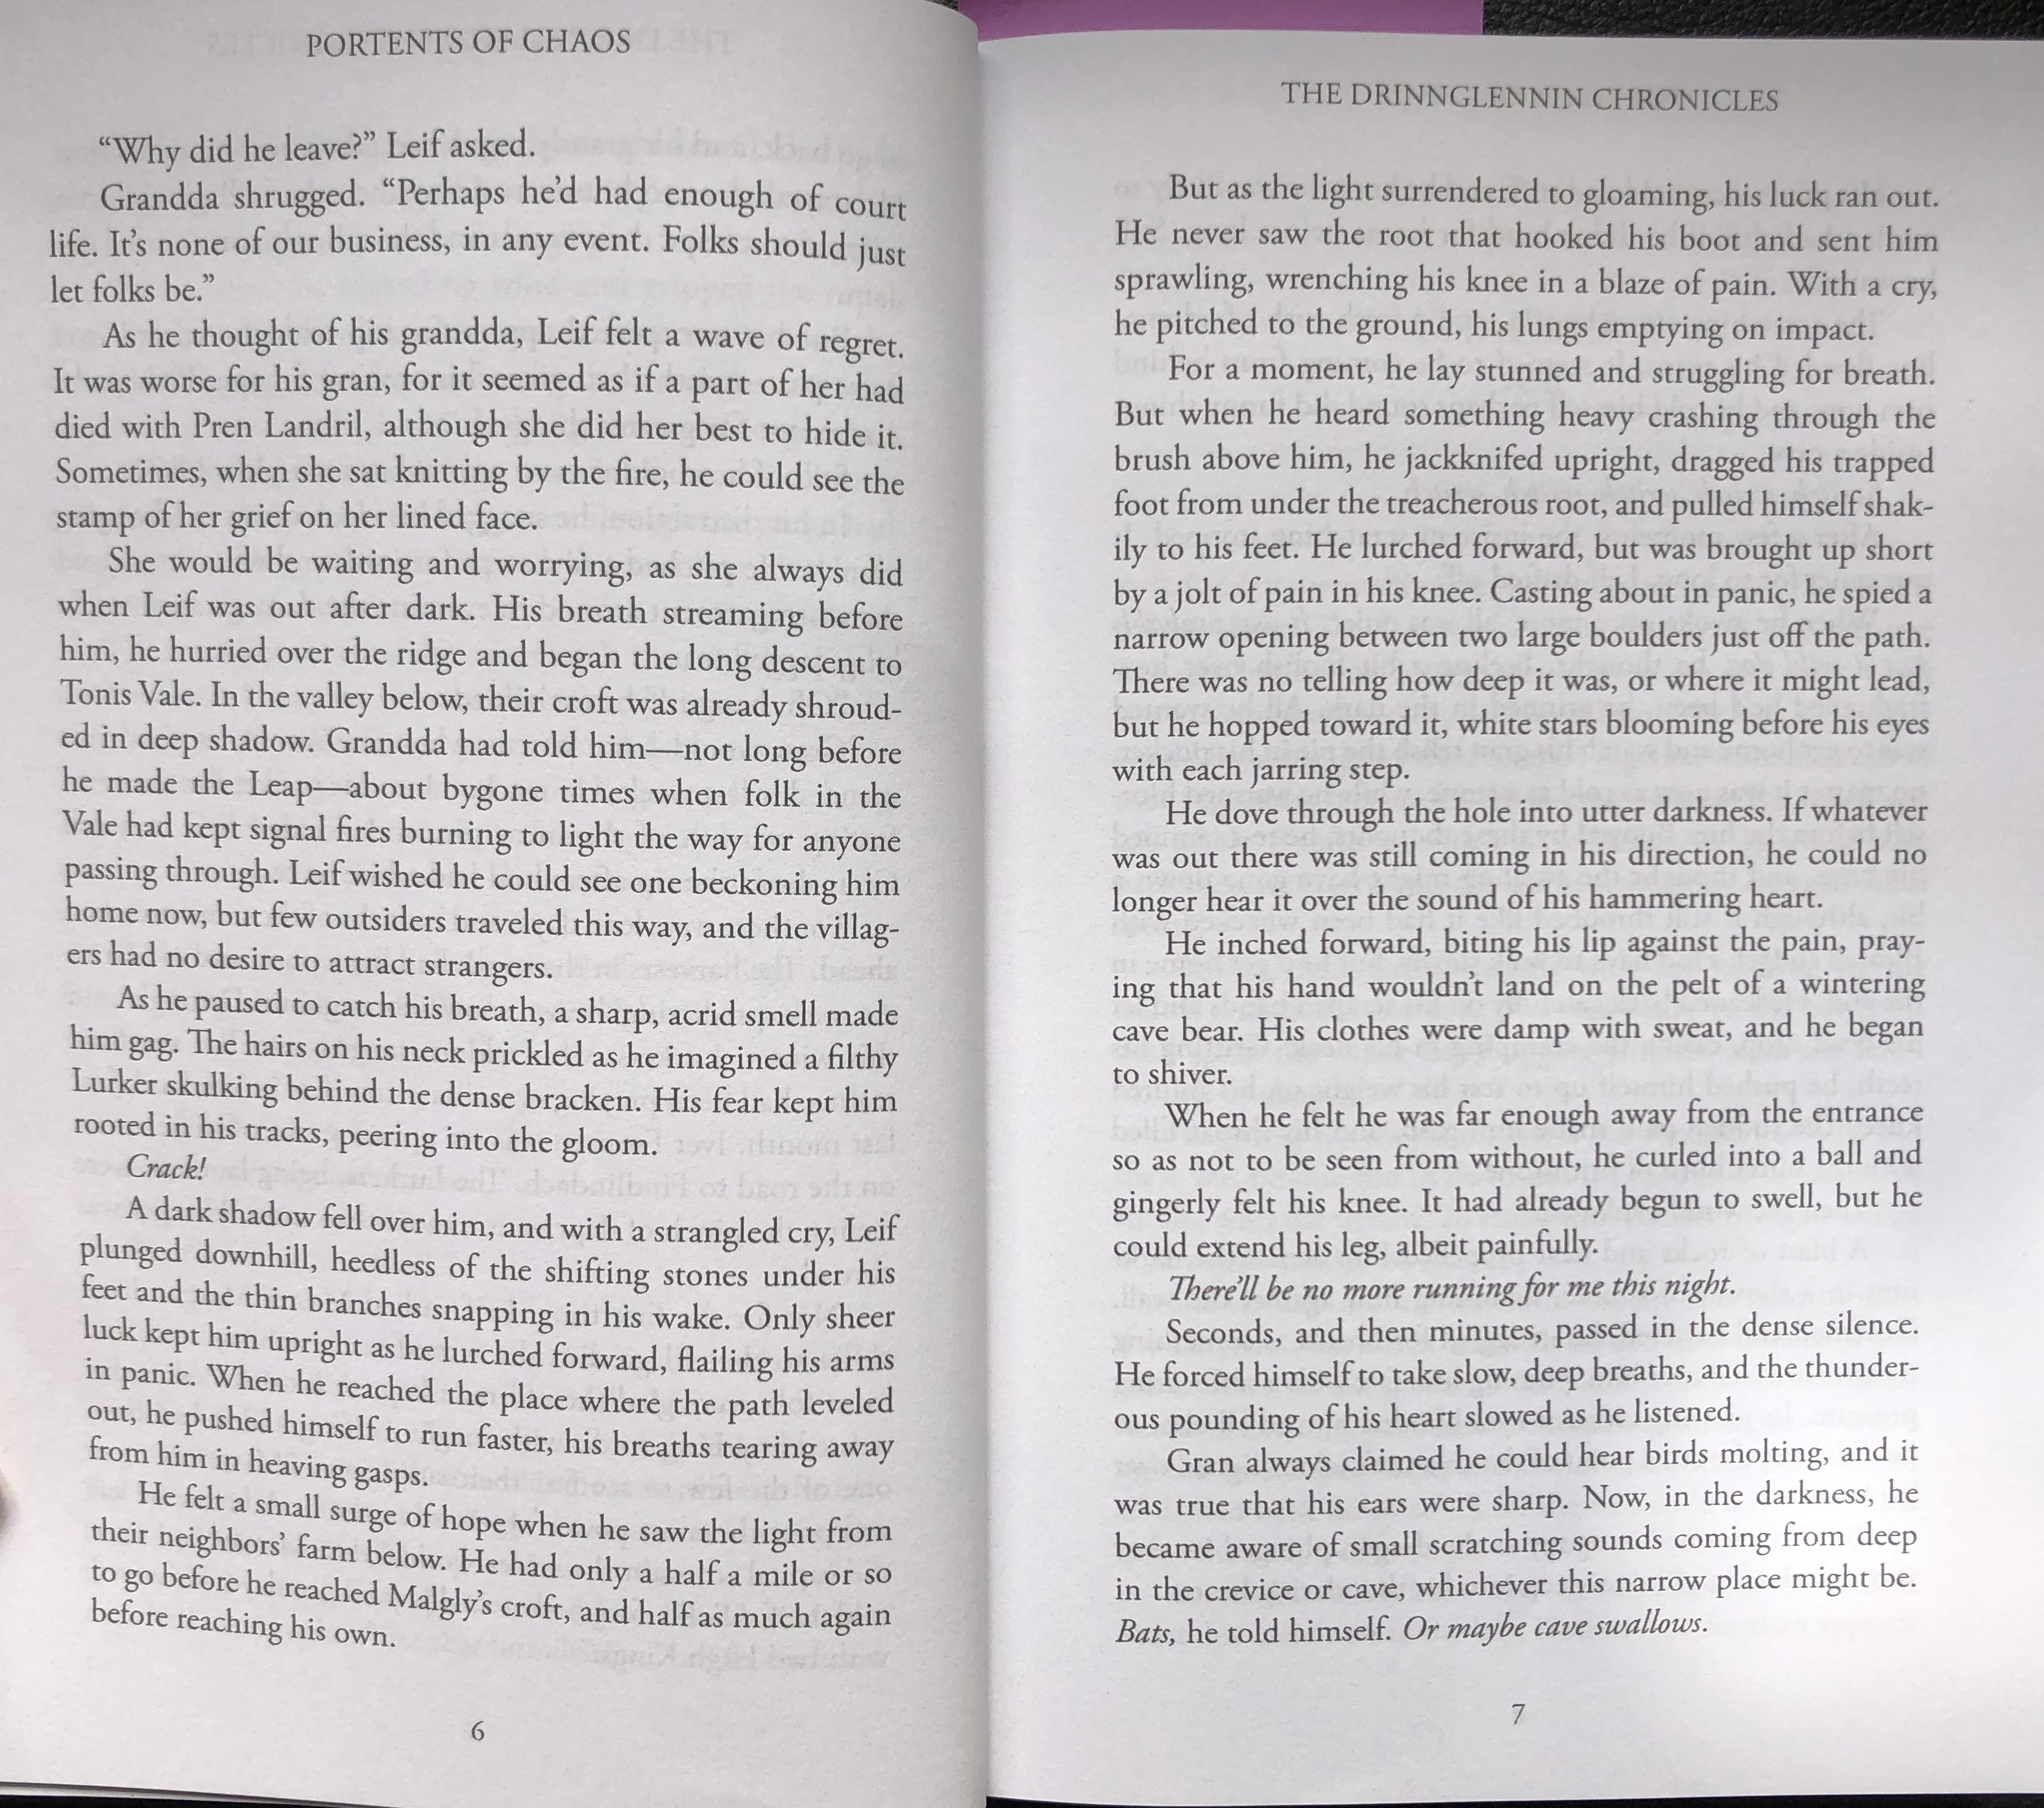 PORTENTS OF CHAOS
“Why did he leave?” Leif asked.
Grandda shrugged. “Perhaps he’d had enough of court
life. It’s none of our business, in any event. Folks should just
let folks be.”
As he thought of his grandda, Leif felt a wave of regret.
It was worse for his gran, for it seemed as if a part of her had
died with Pren Landril, although she did her best to hide it.
Sometimes, when she sat knitting by the fire, he could see the
stamp of her grief on her lined face.
She would be waiting and worrying, as she always did
when Leif was out after dark. His breath streaming before
him, he hurried over the ridge and began the long descent to
Tonis Vale. In the valley below, their croft was already shroud-
ed in deep shadow. Grandda had told him—not long before
he made the Leap—about bygone times when folk in the
Vale had kept signal fires burning to light the way for anyone
passing through. Leif wished he could see one beckoning him
home now, but few outsiders traveled this way, and the villag-
ers had no desire to attract strangers.
As he paused to catch his breath, a sharp, acrid smell made
him gag. The hairs on his neck prickled as he imagined a filthy
Lurker skulking behind the dense bracken. His fear kept him
rooted in his tracks, peering into the gloom.
Crack!
A dark shadow fell over him, and with a strangled cry, Leif
plunged downhill, heedless of the shifting stones under his
feet and the thin branches snapping in his wake. Only sheer
luck kept him upright as he lurched forward, flailing his arms
in panic. When he reached the place where the path leveled
out, he pushed himself to run faster, his breaths tearing away
from him in heaving gasps.
He felt a small surge of hope when he saw the light from
their neighbors’ farm below. He had only a half a mile or so
to go before he reached Malgly’s croft, and half as much again
before reaching his own.
6
THE DRINNGLENNIN CHRONICLES
But as the light surrendered to gloaming, his luck ran out.
He never saw the root that hooked his boot and sent him
sprawling, wrenching his knee in a blaze of pain. With a cry,
he pitched to the ground, his lungs emptying on impact.
For a moment, he lay stunned and struggling for breath.
But when he heard something heavy crashing through the
brush above him, he jackknifed upright, dragged his trapped
foot from under the treacherous root, and pulled himself shak-
ily to his feet. He lurched forward, but was brought up short
by a jolt of pain in his knee. Casting about in panic, he spied a
narrow opening between two large boulders just off the path.
There was no telling how deep it was, or where it might lead,
but he hopped toward it, white stars blooming before his eyes
with each jarring step.
He dove through the hole into utter darkness. If whatever
was out there was still coming in his direction, he could no
longer hear it over the sound of his hammering heart.
He inched forward, biting his lip against the pain, pray-
ing that his hand wouldn’t land on the pelt of a wintering
cave bear. His clothes were damp with sweat, and he began
to shiver.
When he felt he was far enough away from the entrance
so as not to be seen from without, he curled into a ball and
gingerly felt his knee. It had already begun to swell, but he
could extend his leg, albeit painfully.
There’ll be no more running for me this night.
Seconds, and then minutes, passed in the dense silence.
He forced himself to take slow, deep breaths, and the thunder-
ous pounding of his heart slowed as he listened.
Gran always claimed he could hear birds molting, and it
was true that his ears were sharp. Now, in the darkness, he
became aware of small scratching sounds coming from deep
in the crevice or cave, whichever this narrow place might be.
Bats, he told himself. Or maybe cave swallows.
7